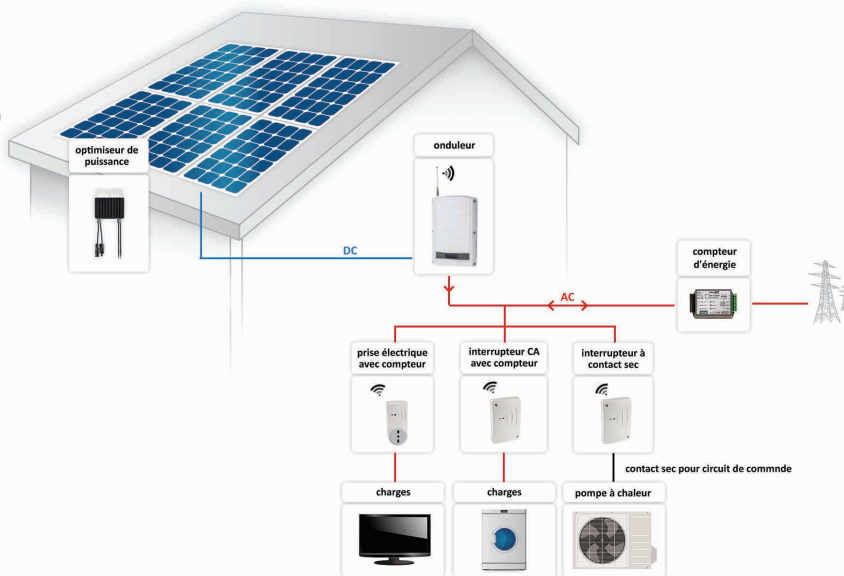 optimiseur de
puissance
onduleur
DC
compteur
d'énergie
AC
prise électrique
avec compteur
interrupteur CA
avec compteur
interrupteur à
contact sec
contact sec pour circuit de commnde
charges
charges
pompe à chaleur